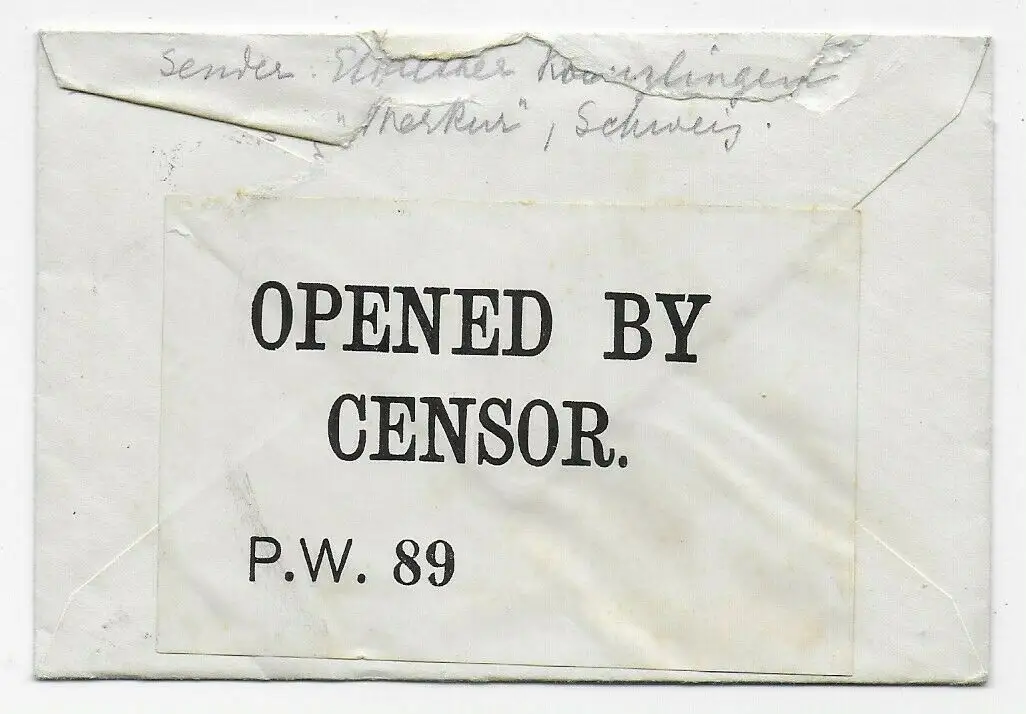 Sender.
"Merkur", Schweiz.
OPENED BY
CENSOR.
P.W. 89